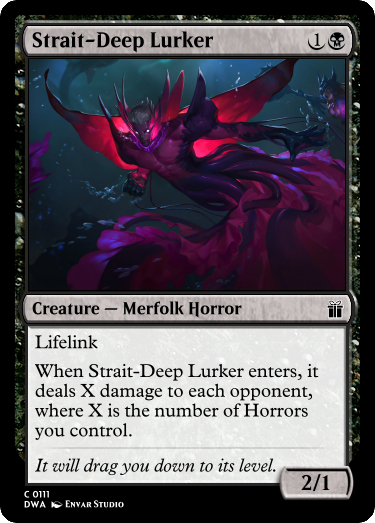 Strait-Deep Lurker 1
Creature — Merfolk Horror
Lifelink
When Strait-Deep Lurker enters, it
deals X damage to each opponent,
where X is the number of Horrors
you control.
It will drag you down to its level.
2/1
C 0111
DWA ENVAR STUDIO